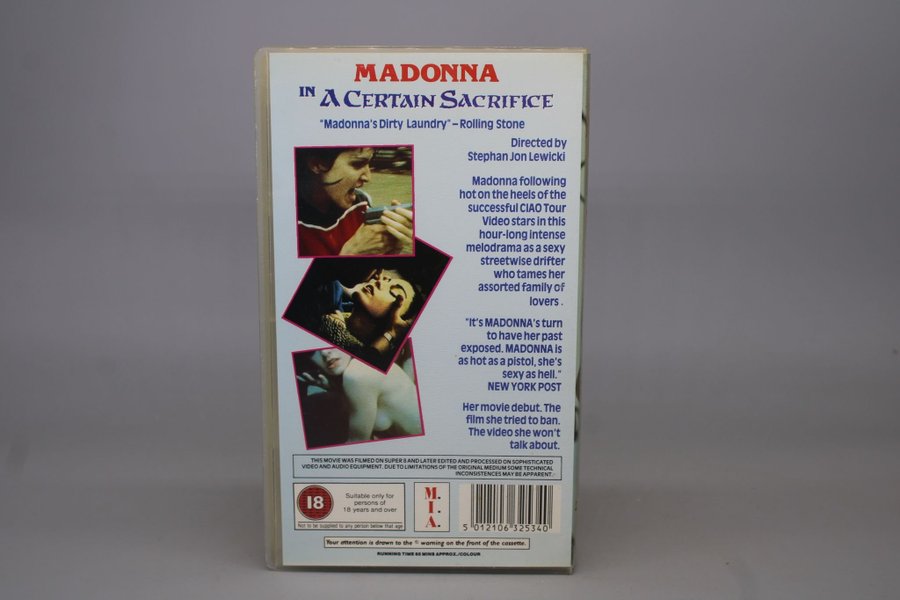 MADONNA
IN A CERTAIN SACRIFICE
"Madonna's Dirty Laundry" – Rolling Stone
Directed by
Stephan Jon Lewicki
Madonna following
hot on the heels of the
successful CIAO Tour
Video stars in this
hour-long intense
melodrama as a sexy
streetwise drifter
who tames her
assorted family of
lovers .
"It's MADONNA's turn
to have her past
exposed. MADONNA is
as hot as a pistol, she's
sexy as hell."
NEW YORK POST
Her movie debut. The
film she tried to ban.
The video she won't
talk about.
THIS MOVIE WAS FILMED ON SUPER 8 AND LATER EDITED AND PROCESSED ON SOPHISTICATED
VIDEO AND AUDIO EQUIPMENT. DUE TO LIMITATIONS OF THE ORIGINAL MEDIUM SOME TECHNICAL
INCONSISTENCIES MAY BE APPARENT.
18
Suitable only for
persons of
18 years and over
Not to be supplied to any person below that age
M.
I.
A.
5 012106 325340
Your attention is drawn to the © warning on the front of the cassette.
RUNNING TIME 60 MINS APPROX./COLOUR